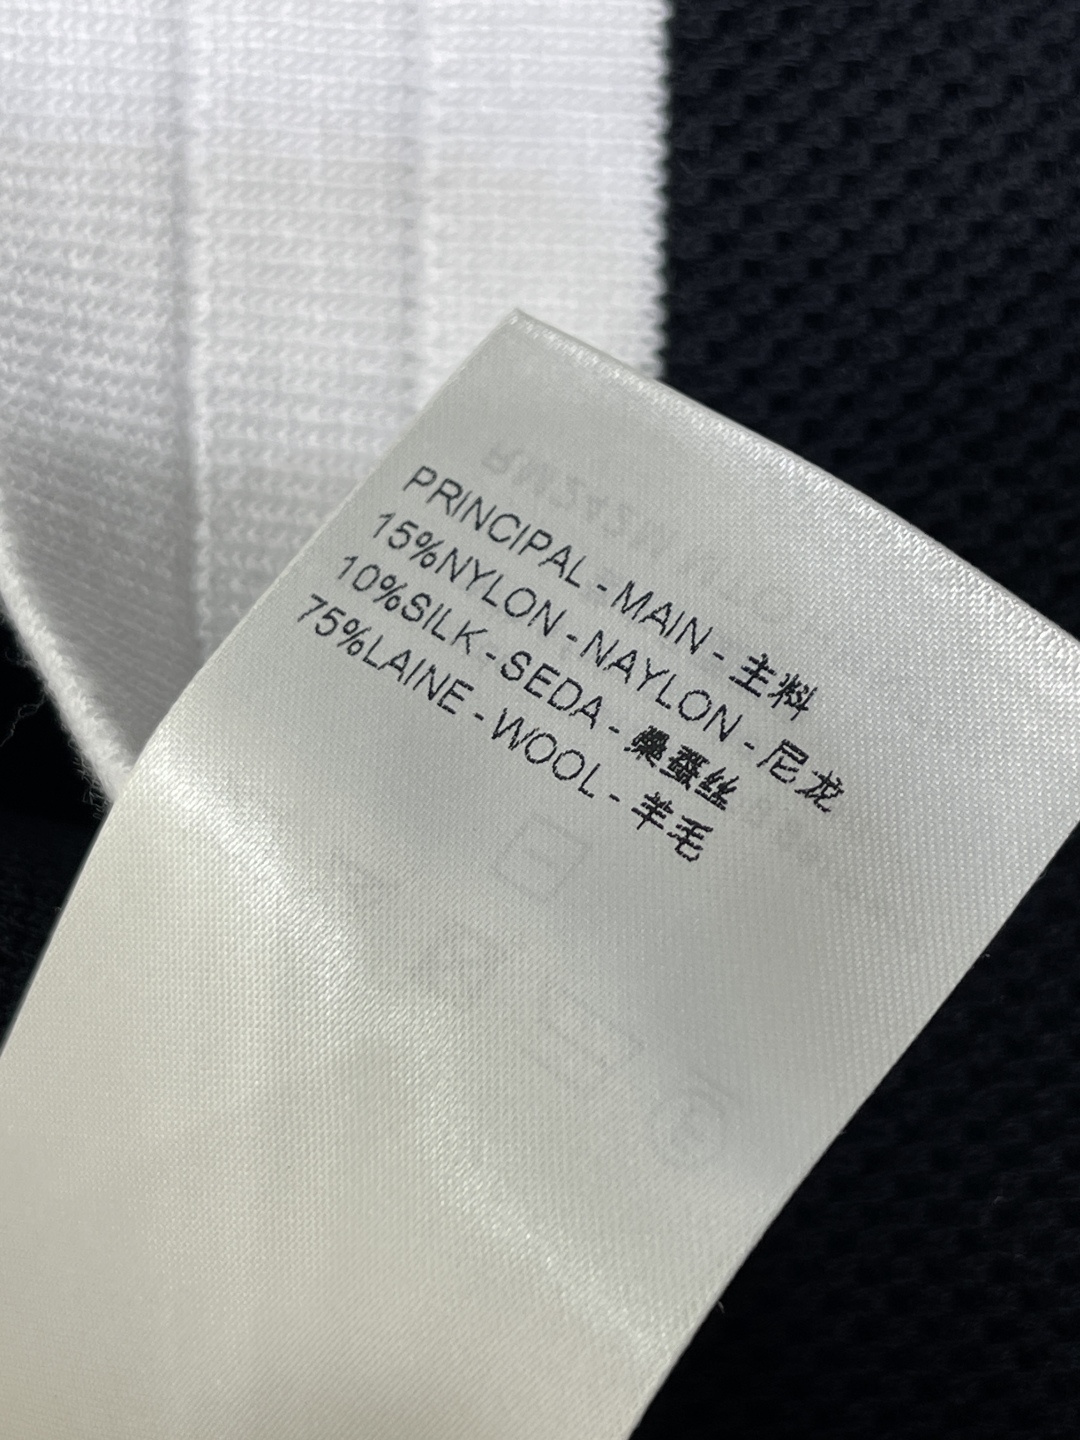 PRINCIPAL - MAIN - 主料
15%NYLON - NAYLON - 尼龙
10%SILK - SEDA - 桑蚕丝
75%LAINE - WOOL - 羊毛